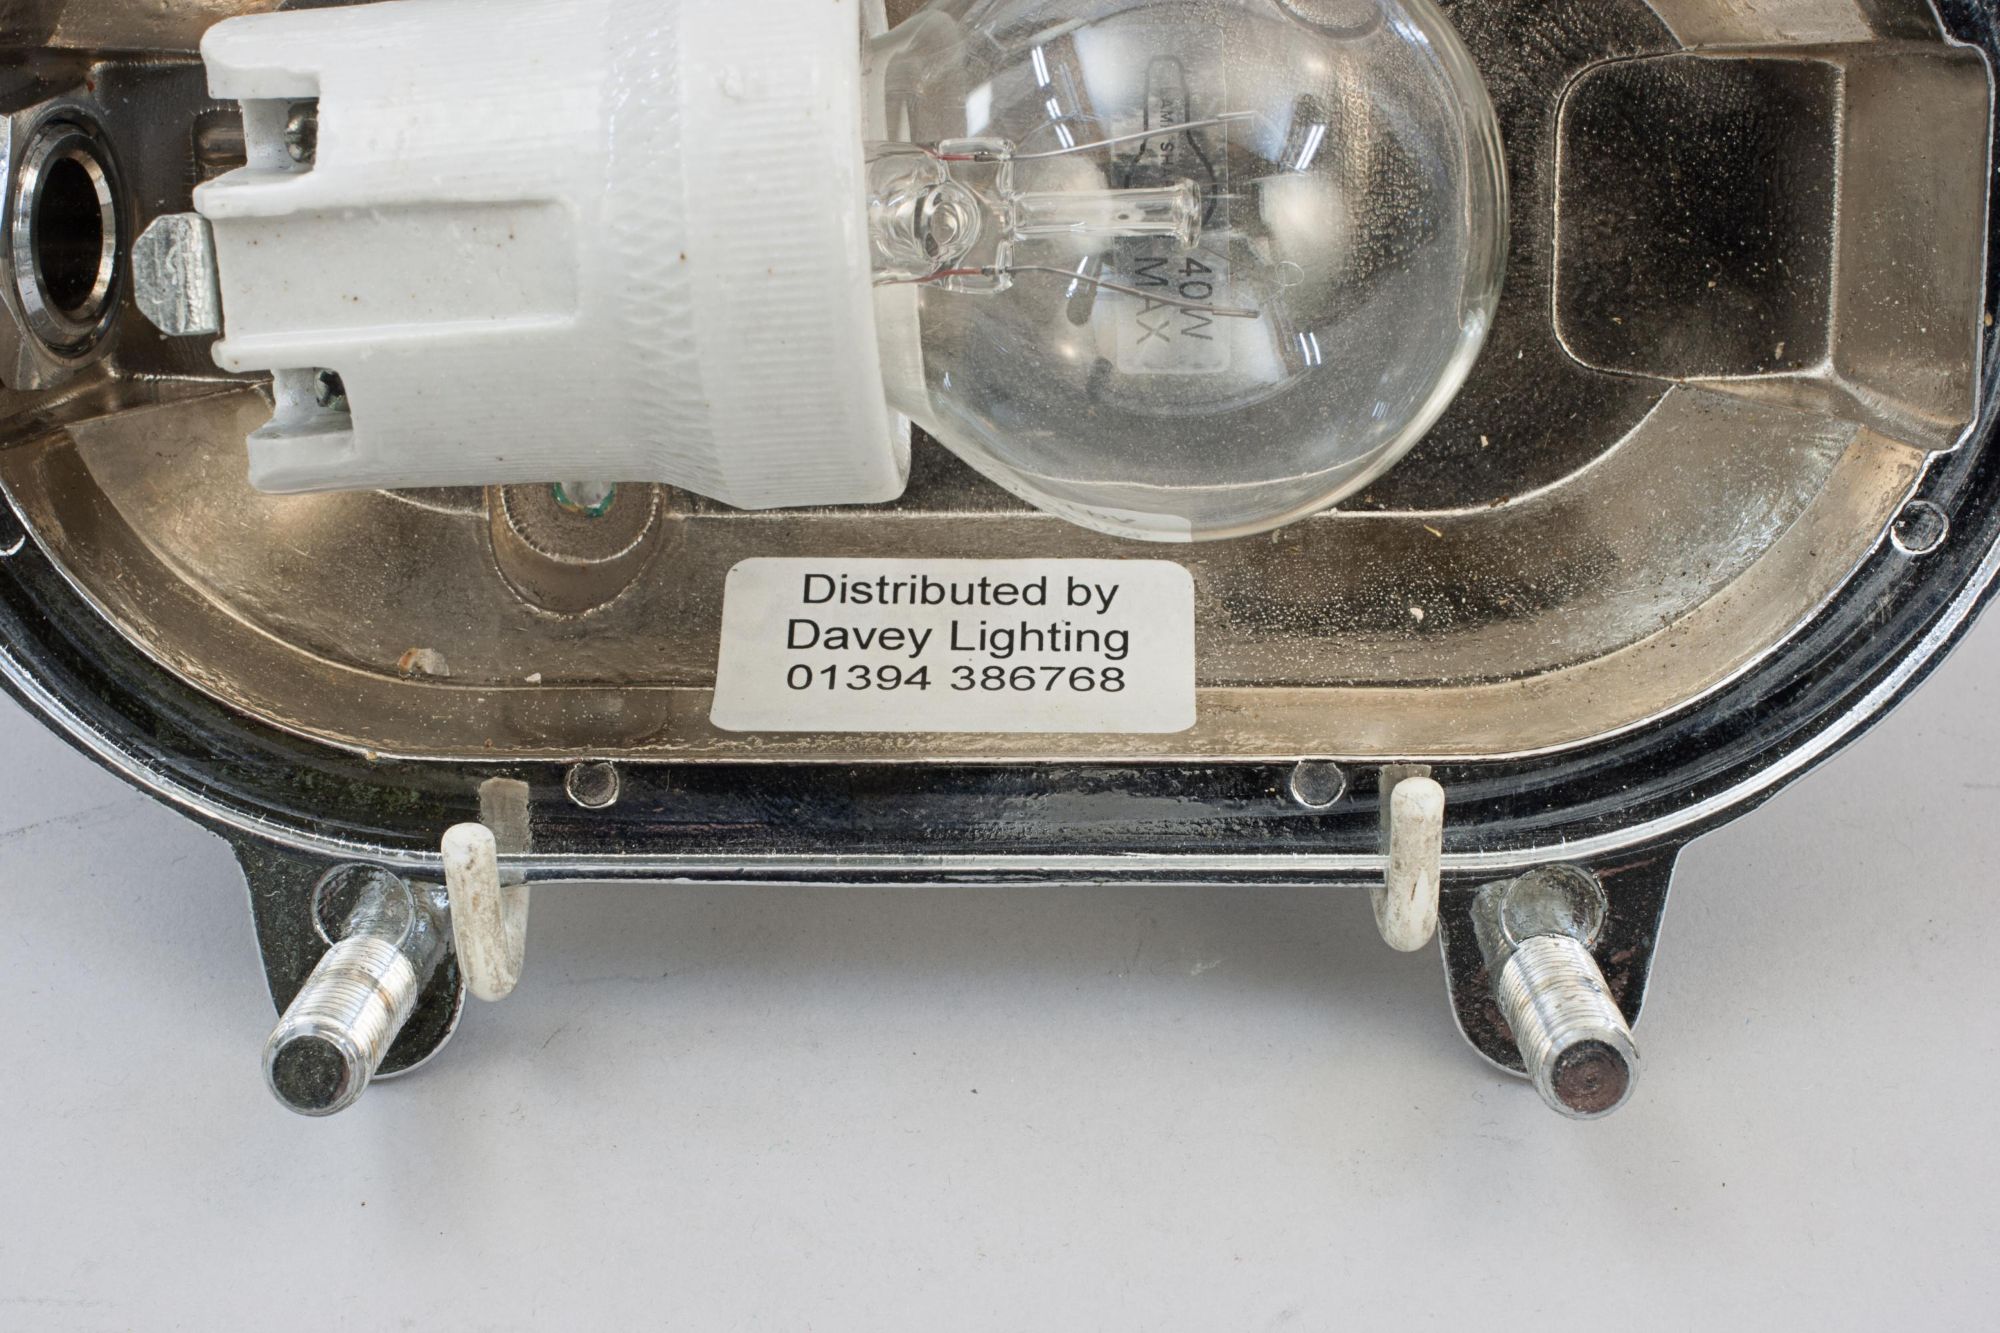 40W
MAX
Distributed by
Davey Lighting
01394 386768